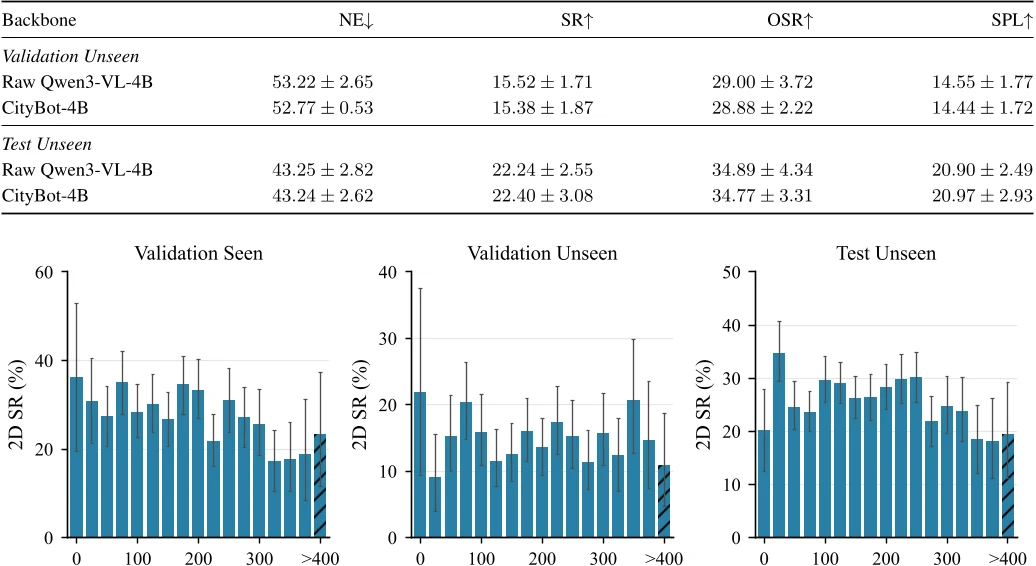 Backbone NE↓ SR↑ OSR↑ SPL↑
Validation Unseen
Raw Qwen3-VL-4B 53.22 ± 2.65 15.52 ± 1.71 29.00 ± 3.72 14.55 ± 1.77
CityBot-4B 52.77 ± 0.53 15.38 ± 1.87 28.88 ± 2.22 14.44 ± 1.72
Test Unseen
Raw Qwen3-VL-4B 43.25 ± 2.82 22.24 ± 2.55 34.89 ± 4.34 20.90 ± 2.49
CityBot-4B 43.24 ± 2.62 22.40 ± 3.08 34.77 ± 3.31 20.97 ± 2.93
Validation Seen
2D SR (%)
60
40
20
0
0 100 200 300 >400
Validation Unseen
2D SR (%)
40
30
20
10
0
0 100 200 300 >400
Test Unseen
2D SR (%)
50
40
30
20
10
0
0 100 200 300 >400